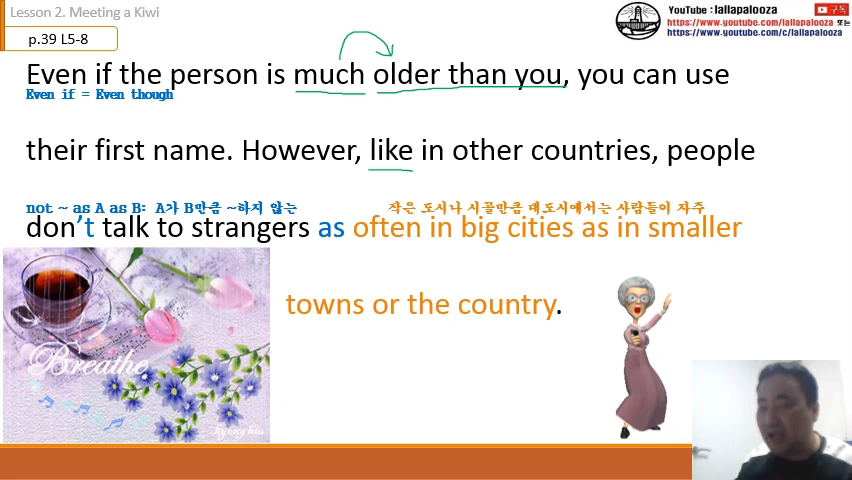 Lesson 2. Meeting a Kiwi
p.39 L5-8
YouTube : lallapalooza
구독
https://www.youtube.com/lallapalooza 또는
https://www.youtube.com/c/lallapalooza
Even if the person is much older than you, you can use
Even if = Even though
their first name. However, like in other countries, people
not ~ as A as B: A가 B만큼 ~하지 않는
작은 도시나 시골만큼 대도시에서는 사람들이 자주
don't talk to strangers as often in big cities as in smaller
towns or the country.
Breathe